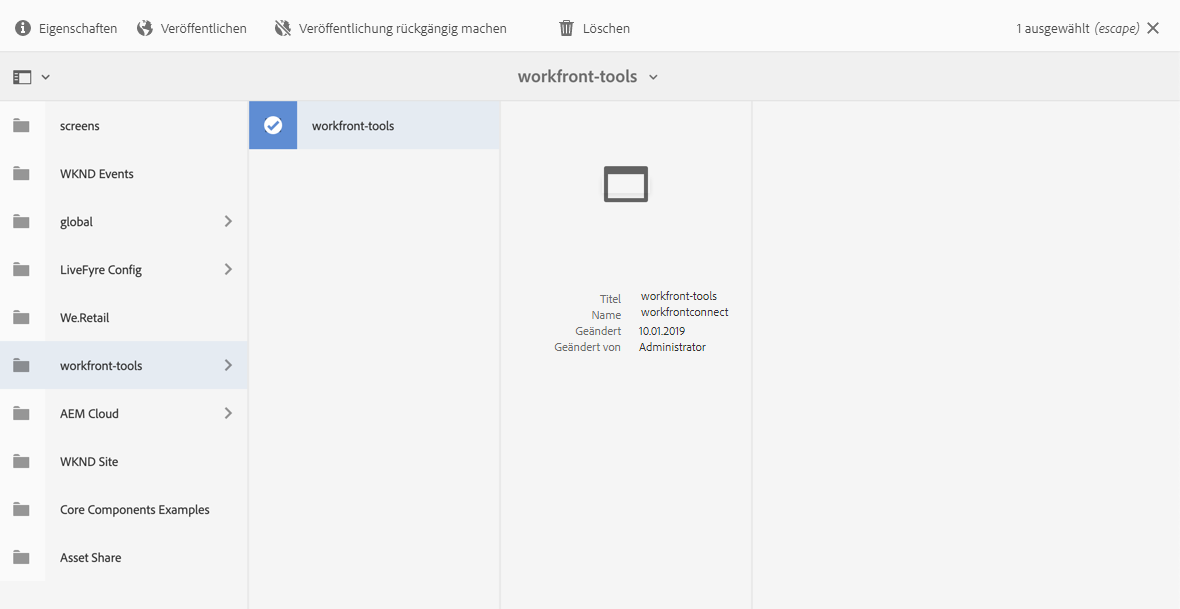 Eigenschaften Veröffentlichen Veröffentlichung rückgängig machen Löschen 1 ausgewählt (escape)
workfront-tools
screens
WKND Events
global
LiveFyre Config
We.Retail
workfront-tools
AEM Cloud
WKND Site
Core Components Examples
Asset Share
workfront-tools
Titel workfront-tools
Name workfrontconnect
Geändert 10.01.2019
Geändert von Administrator